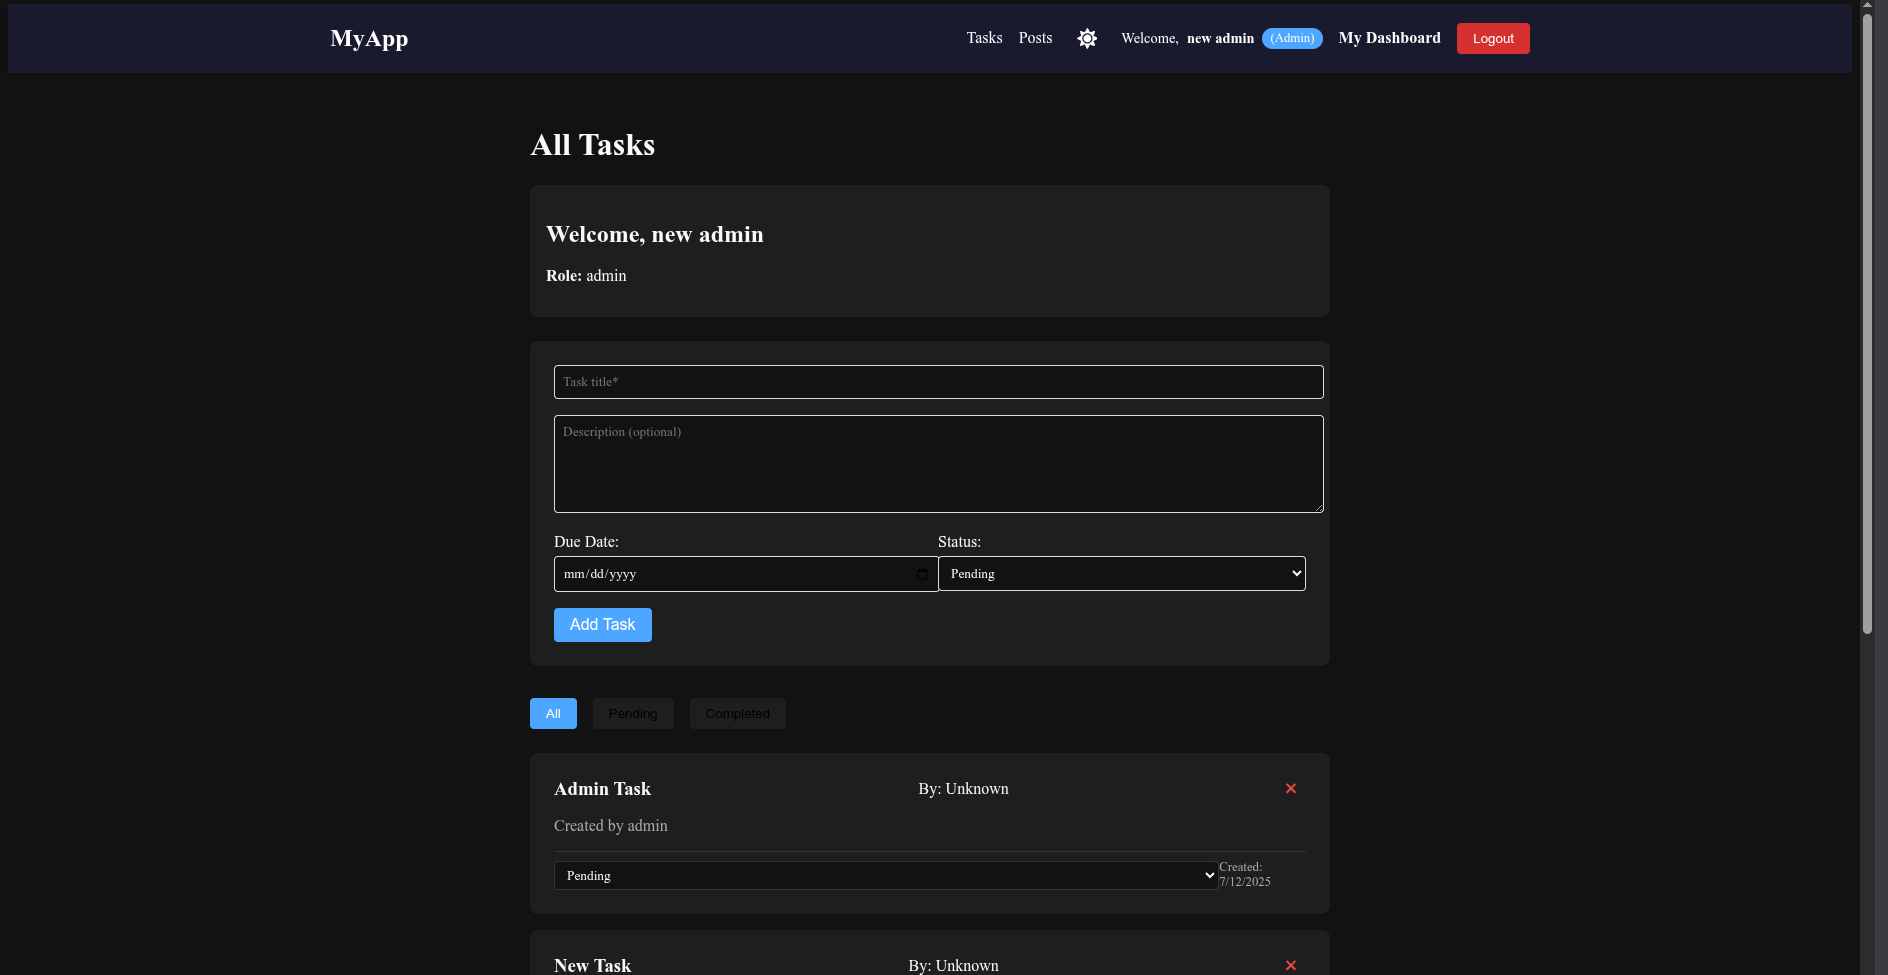 MyApp
Tasks Posts Welcome, new admin (Admin) My Dashboard Logout
All Tasks
Welcome, new admin
Role: admin
Task title*
Description (optional)
Due Date: Status:
mm/dd/yyyy Pending
Add Task
All Pending Completed
Admin Task By: Unknown ×
Created by admin
Pending Created:
7/12/2025
New Task By: Unknown ×